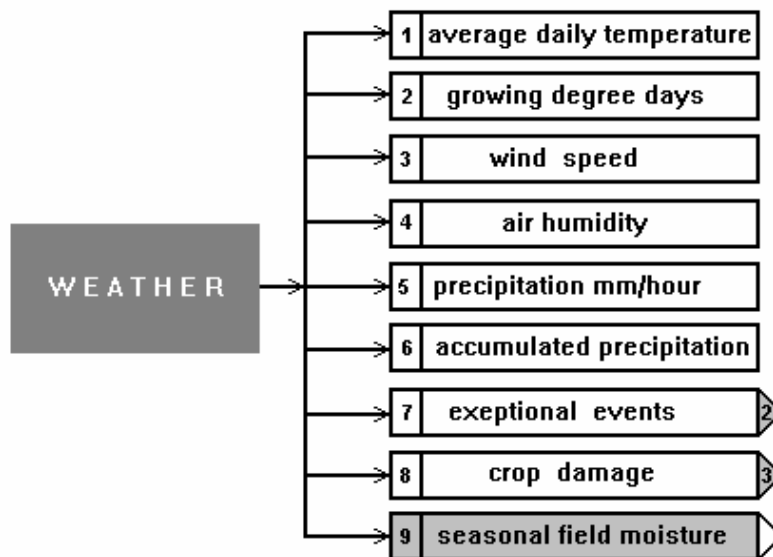 1 average daily temperature
2 growing degree days
3 wind speed
4 air humidity
WEATHER
5 precipitation mm/hour
6 accumulated precipitation
7 exeptional events 2
8 crop damage 3
9 seasonal field moisture